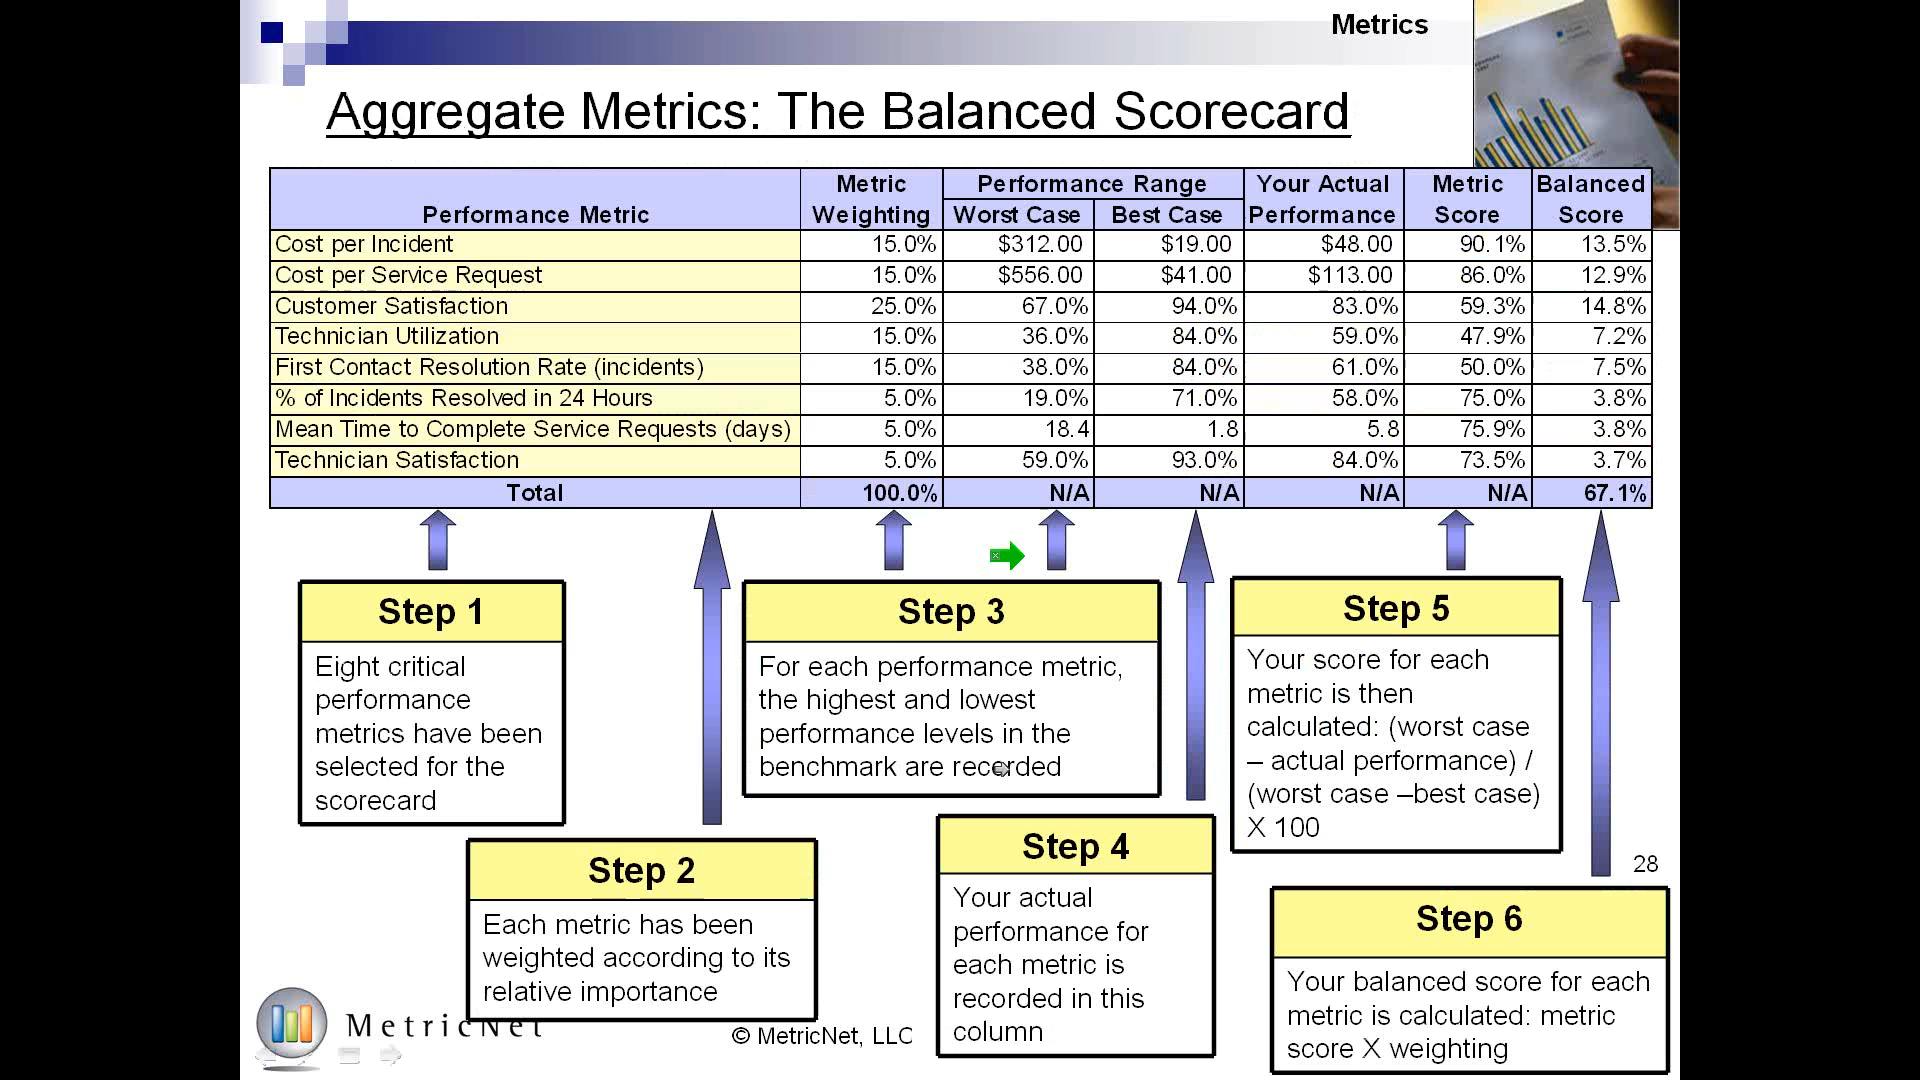 Metrics
Aggregate Metrics: The Balanced Scorecard
Metric Performance Range Your Actual Metric Balanced
Performance Metric Weighting Worst Case Best Case Performance Score Score
Cost per Incident 15.0% $312.00 $19.00 $48.00 90.1% 13.5%
Cost per Service Request 15.0% $556.00 $41.00 $113.00 86.0% 12.9%
Customer Satisfaction 25.0% 67.0% 94.0% 83.0% 59.3% 14.8%
Technician Utilization 15.0% 36.0% 84.0% 59.0% 47.9% 7.2%
First Contact Resolution Rate (incidents) 15.0% 38.0% 84.0% 61.0% 50.0% 7.5%
% of Incidents Resolved in 24 Hours 5.0% 19.0% 71.0% 58.0% 75.0% 3.8%
Mean Time to Complete Service Requests (days) 5.0% 18.4 1.8 5.8 75.9% 3.8%
Technician Satisfaction 5.0% 59.0% 93.0% 84.0% 73.5% 3.7%
Total 100.0% N/A N/A N/A N/A 67.1%
Step 1
Eight critical
performance
metrics have been
selected for the
scorecard
Step 2
Each metric has been
weighted according to its
relative importance
Step 3
For each performance metric,
the highest and lowest
performance levels in the
benchmark are recorded
Step 4
Your actual
performance for
each metric is
recorded in this
column
Step 5
Your score for each
metric is then
calculated: (worst case
– actual performance) /
(worst case –best case)
X 100
28
Step 6
Your balanced score for each
metric is calculated: metric
score X weighting
MetricNet
© MetricNet, LLC